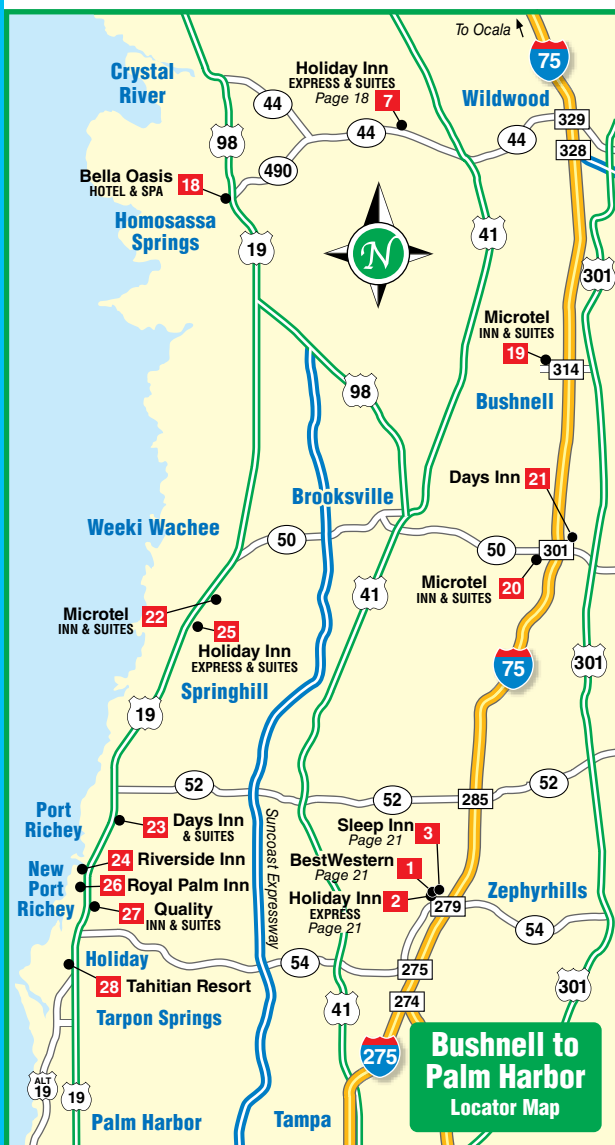 To Ocala
75
Crystal
River
Holiday Inn
EXPRESS & SUITES
Page 18
7
Wildwood
44
44
44
329
328
98
490
Bella Oasis
HOTEL & SPA
18
Homosassa
Springs
19
N
41
301
Microtel
INN & SUITES
19
314
Bushnell
98
Days Inn
21
Brooksville
Weeki Wachee
50
50
301
Microtel
INN & SUITES
20
41
Microtel
INN & SUITES
22
25
Holiday Inn
EXPRESS & SUITES
Springhill
75
301
19
52
52
52
285
Port
Richey
23
Days Inn
& SUITES
Suncoast Expressway
Sleep Inn
Page 21
3
BestWestern
Page 21
1
Holiday Inn
EXPRESS
Page 21
2
279
Zephyrhills
New
Port
Richey
24
Riverside Inn
26
Royal Palm Inn
27
Quality
INN & SUITES
54
54
Holiday
28
Tahitian Resort
275
274
301
41
Tarpon Springs
275
ALT
19
19
Palm Harbor
Tampa
Bushnell to
Palm Harbor
Locator Map